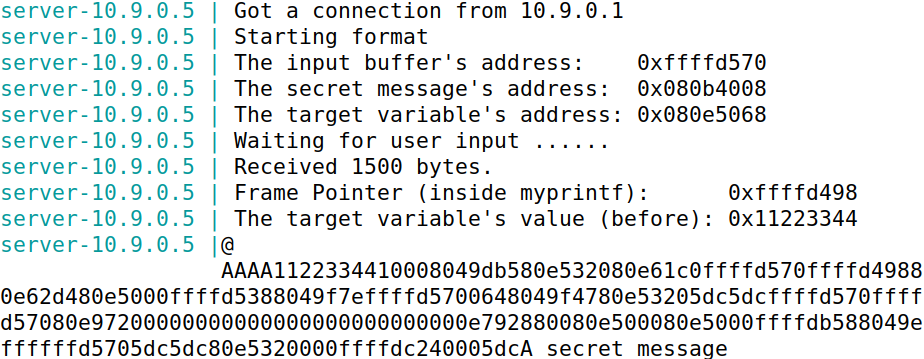 server-10.9.0.5 | Got a connection from 10.9.0.1
server-10.9.0.5 | Starting format
server-10.9.0.5 | The input buffer's address:    0xffffd570
server-10.9.0.5 | The secret message's address:  0x080b4008
server-10.9.0.5 | The target variable's address: 0x080e5068
server-10.9.0.5 | Waiting for user input ......
server-10.9.0.5 | Received 1500 bytes.
server-10.9.0.5 | Frame Pointer (inside myprintf):      0xffffd498
server-10.9.0.5 | The target variable's value (before): 0x11223344
server-10.9.0.5 |@
AAAA1122334410008049db580e532080e61c0ffffd570ffffd4988
0e62d480e5000ffffd5388049f7effffd5700648049f4780e53205dc5dcffffd570ffff
d57080e97200000000000000000000000000e792880080e500080e5000ffffdb588049e
ffffffd5705dc5dc80e5320000ffffdc240005dcA secret message